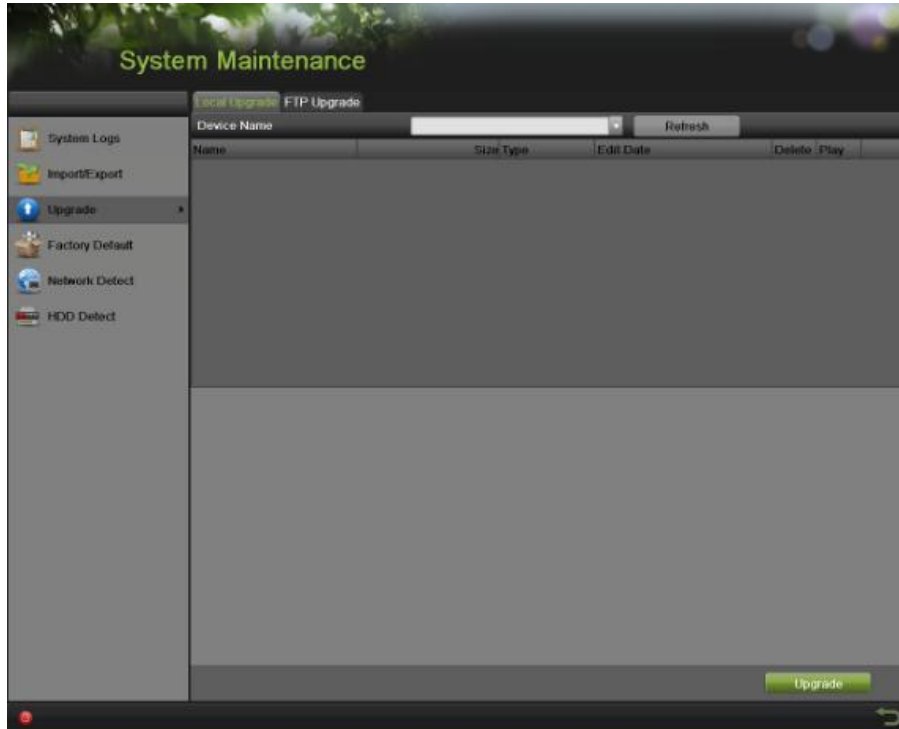 System Maintenance
Local Upgrade FTP Upgrade
Device Name Refresh
Name Size Type Edit Date Delete Play
System Logs
Import/Export
Upgrade
Factory Default
Network Detect
HDD Detect
Upgrade